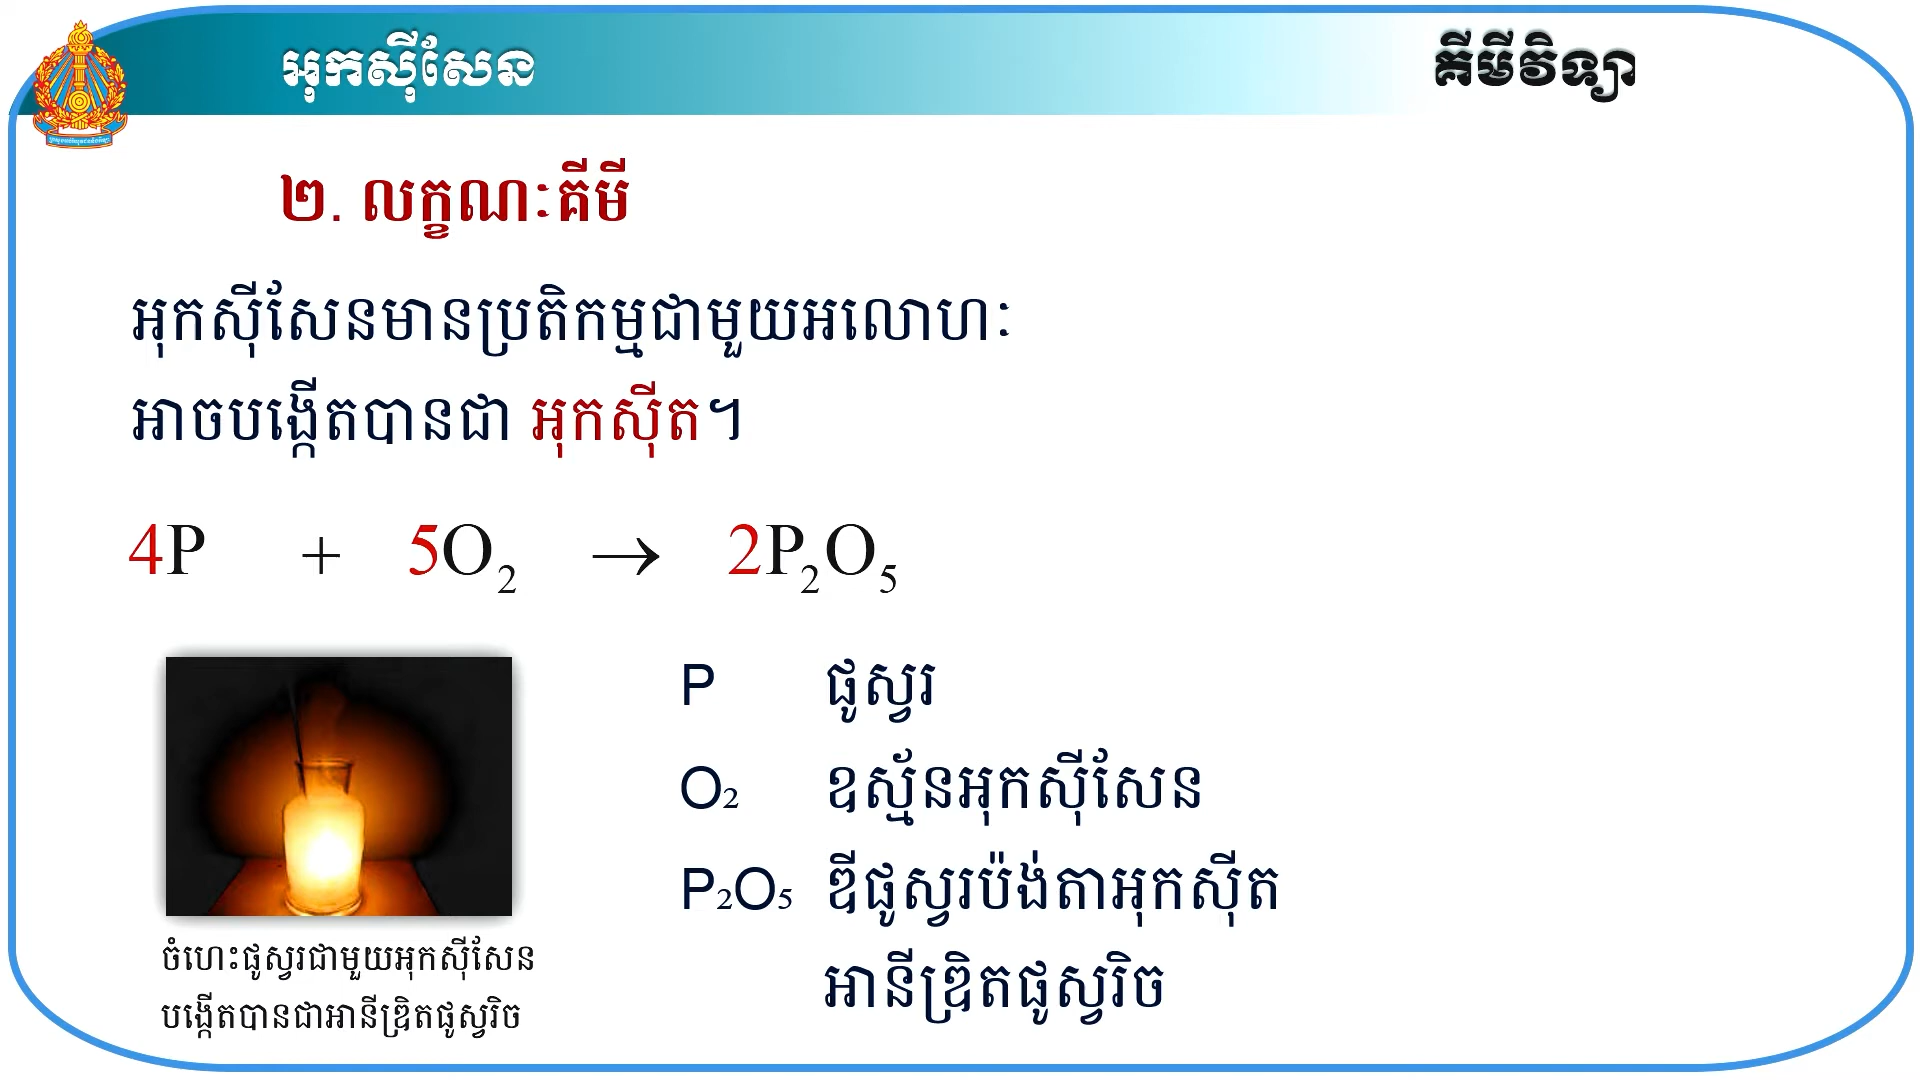 អុកស៊ីសែន
គីមីវិទ្យា
២. លក្ខណៈគីមី
អុកស៊ីសែនមានប្រតិកម្មជាមួយអលោហៈ
អាចបង្កើតបានជា អុកស៊ីត។
4P + 5O₂ → 2P₂O₅
P ផូស្វរ
O₂ ឧស្ម័នអុកស៊ីសែន
P₂O₅ ឌីផូស្វរប៉ង់តាអុកស៊ីត
អានីឌ្រិតផូស្វរិច
ចំហេះផូស្វរជាមួយអុកស៊ីសែន
បង្កើតបានជាអានីឌ្រិតផូស្វរិច